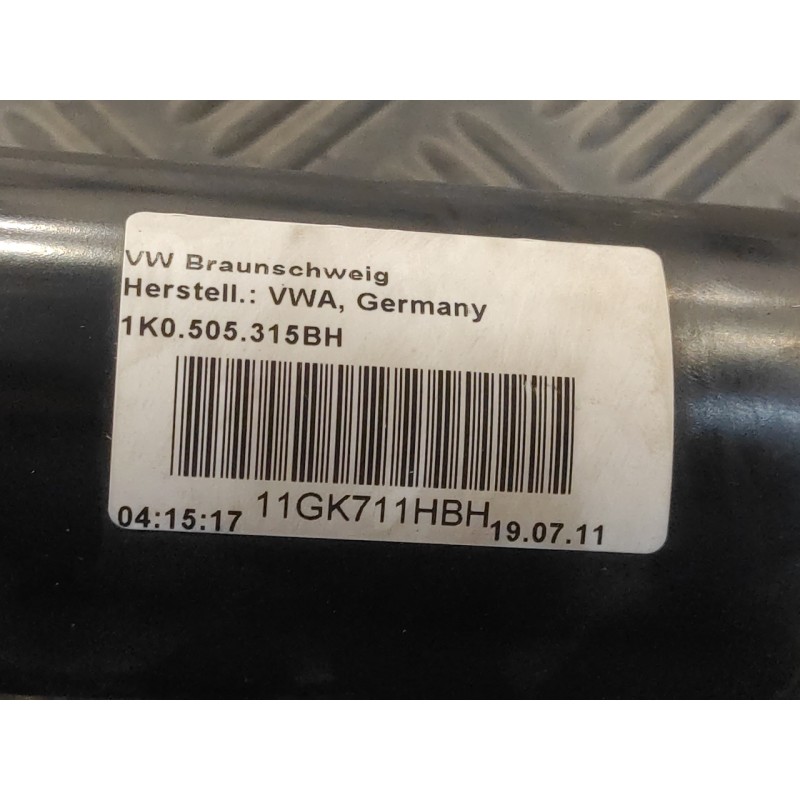 VW Braunschweig
Herstell.: VWA, Germany
1K0.505.315BH
04:15:17 11GK711HBH 19.07.11